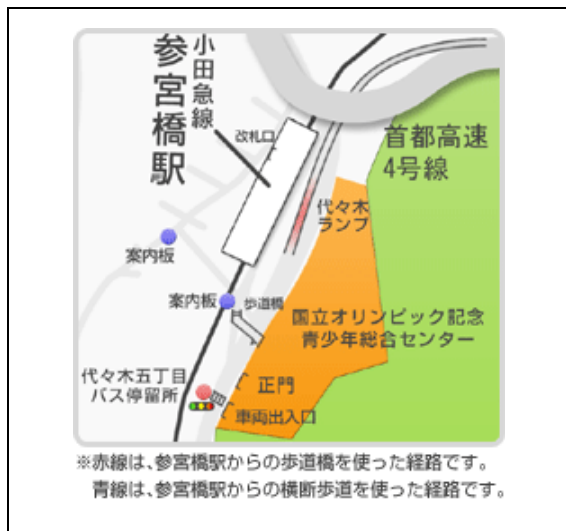 参宮橋駅
小田急線
改札口
首都高速
4号線
代々木
ランプ
案内板
案内板
歩道橋
国立オリンピック記念
青少年総合センター
代々木五丁目
バス停留所
正門
車両出入口
※赤線は、参宮橋駅からの歩道橋を使った経路です。
青線は、参宮橋駅からの横断歩道を使った経路です。